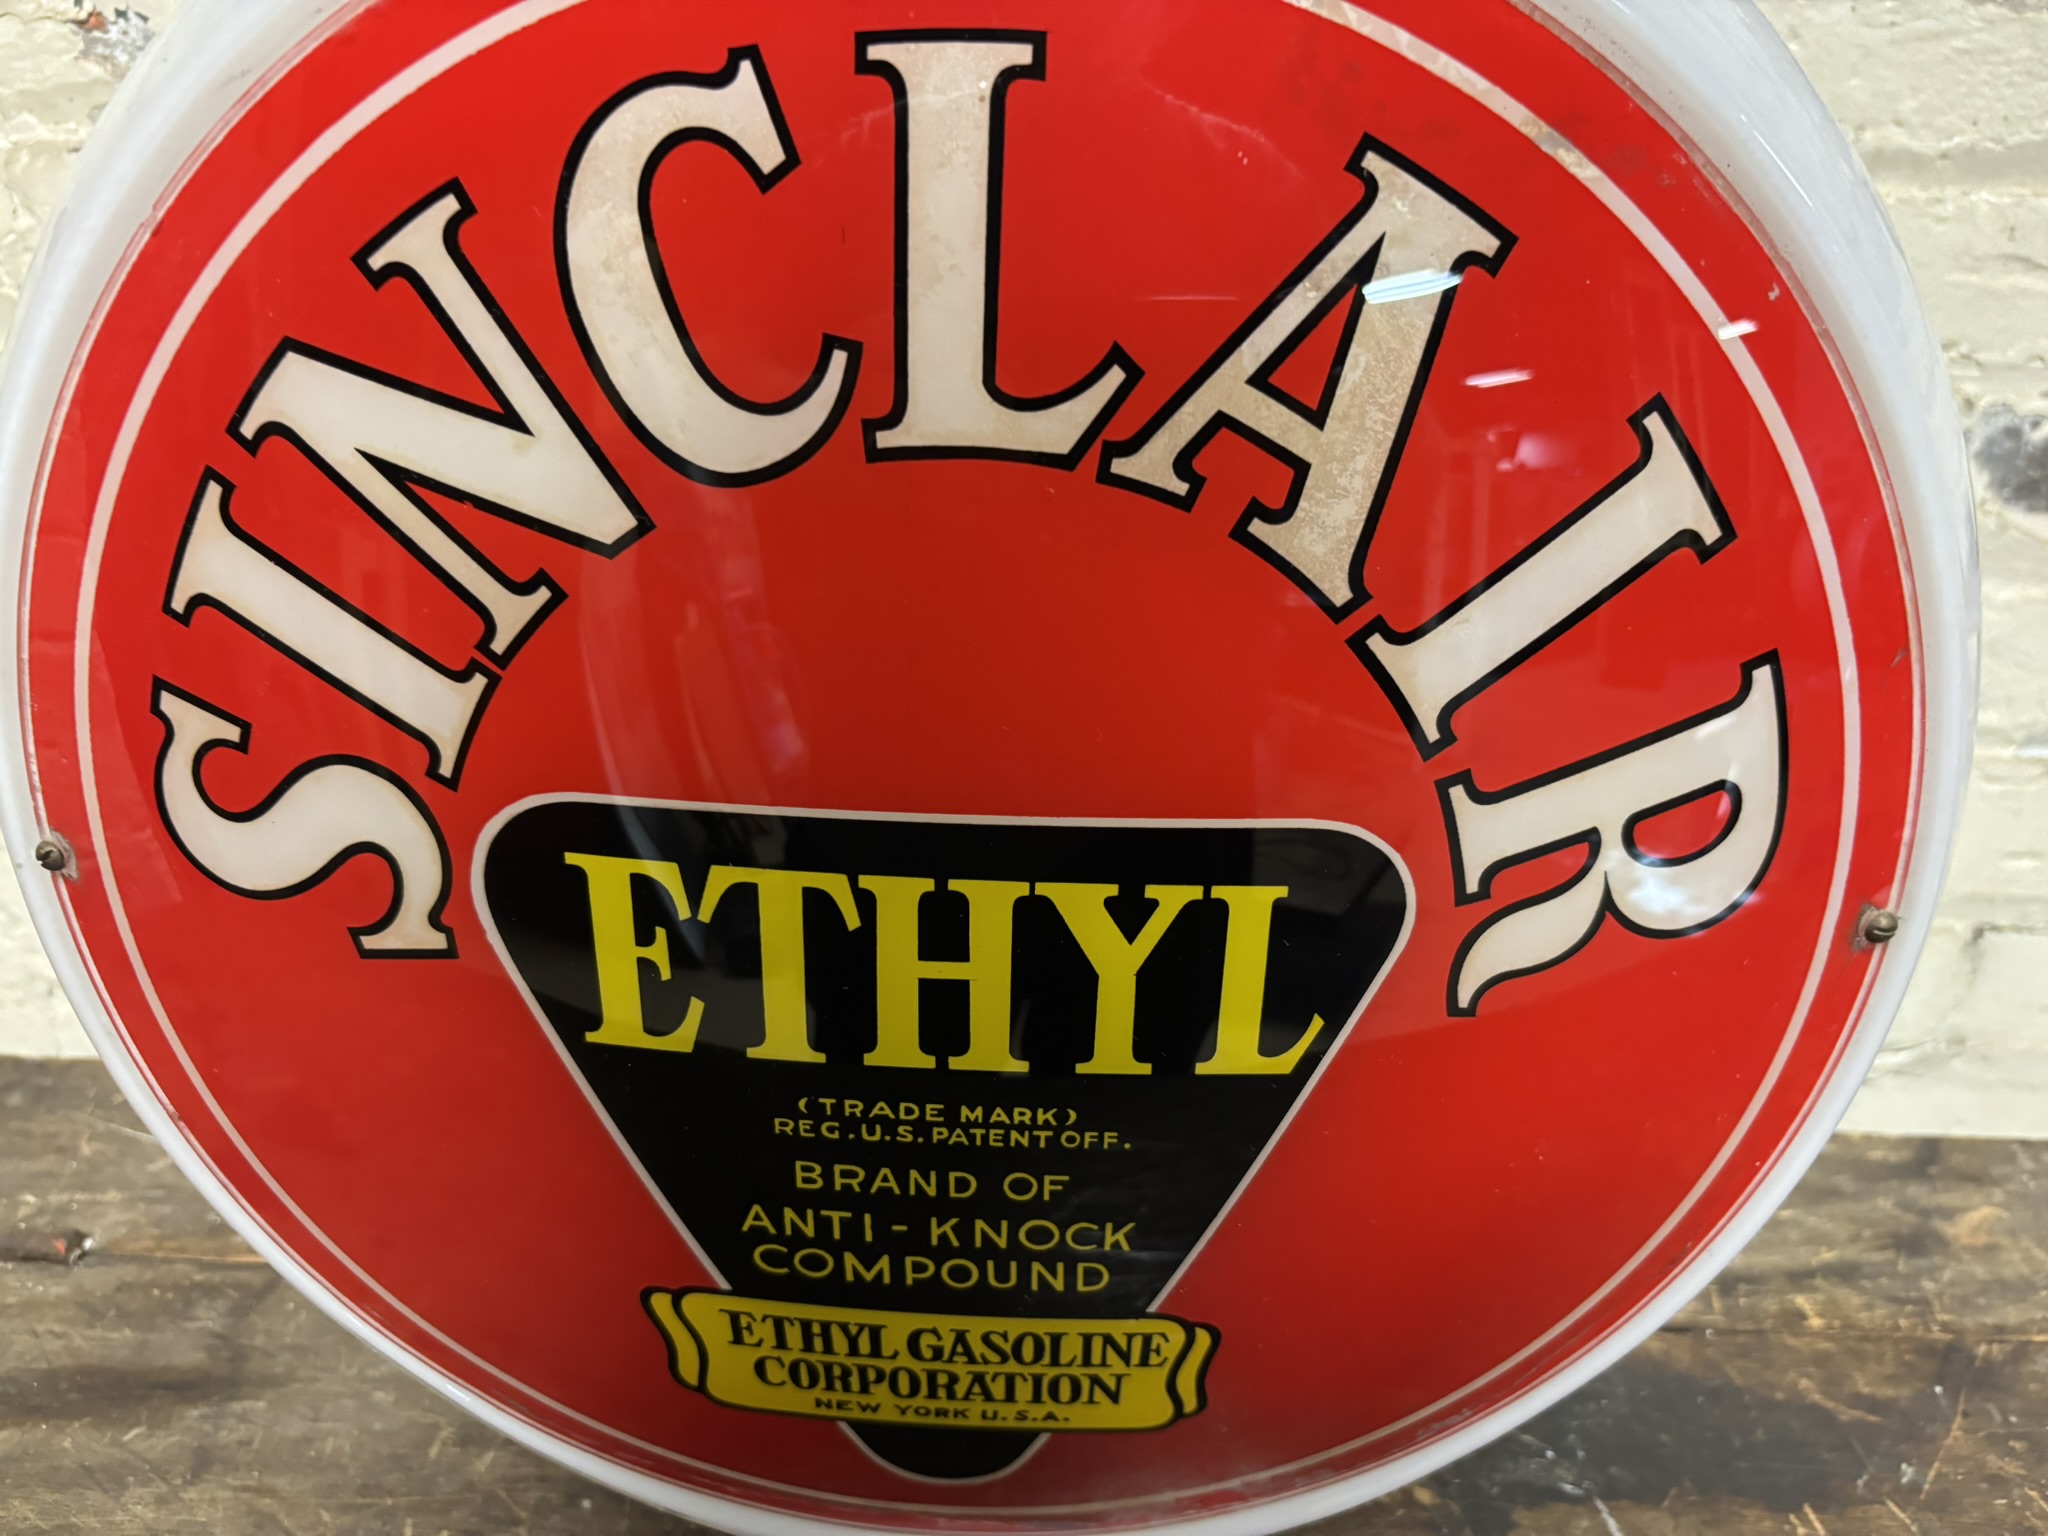 SINCLAIR
ETHYL
(TRADE MARK)
REG. U.S. PATENT OFF.
BRAND OF
ANTI-KNOCK
COMPOUND
ETHYL GASOLINE
CORPORATION
NEW YORK U.S.A.